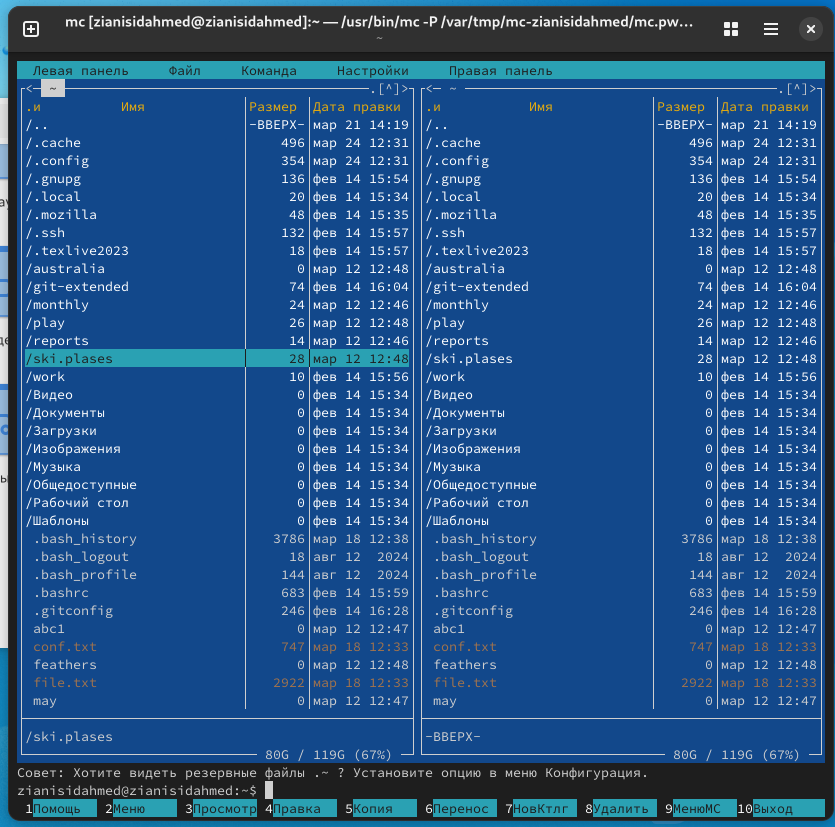 mc [zianisidahmed@zianisidahmed]:~ — /usr/bin/mc -P /var/tmp/mc-zianisidahmed/mc.pw…
~
Левая панель Файл Команда Настройки Правая панель
<─ ~ ─.[^]> <─ ~ ─.[^]>
.и Имя Размер Дата правки .и Имя Размер Дата правки
/.. -ВВЕРХ- мар 21 14:19 /.. -ВВЕРХ- мар 21 14:19
/.cache 496 мар 24 12:31 /.cache 496 мар 24 12:31
/.config 354 мар 24 12:31 /.config 354 мар 24 12:31
/.gnupg 136 фев 14 15:54 /.gnupg 136 фев 14 15:54
/.local 20 фев 14 15:34 /.local 20 фев 14 15:34
/.mozilla 48 фев 14 15:35 /.mozilla 48 фев 14 15:35
/.ssh 132 фев 14 15:57 /.ssh 132 фев 14 15:57
/.texlive2023 18 фев 14 15:57 /.texlive2023 18 фев 14 15:57
/australia 0 мар 12 12:48 /australia 0 мар 12 12:48
/git-extended 74 фев 14 16:04 /git-extended 74 фев 14 16:04
/monthly 24 мар 12 12:46 /monthly 24 мар 12 12:46
/play 26 мар 12 12:48 /play 26 мар 12 12:48
/reports 14 мар 12 12:46 /reports 14 мар 12 12:46
/ski.plases 28 мар 12 12:48 /ski.plases 28 мар 12 12:48
/work 10 фев 14 15:56 /work 10 фев 14 15:56
/Видео 0 фев 14 15:34 /Видео 0 фев 14 15:34
/Документы 0 фев 14 15:34 /Документы 0 фев 14 15:34
/Загрузки 0 фев 14 15:34 /Загрузки 0 фев 14 15:34
/Изображения 0 фев 14 15:34 /Изображения 0 фев 14 15:34
/Музыка 0 фев 14 15:34 /Музыка 0 фев 14 15:34
/Общедоступные 0 фев 14 15:34 /Общедоступные 0 фев 14 15:34
/Рабочий стол 0 фев 14 15:34 /Рабочий стол 0 фев 14 15:34
/Шаблоны 0 фев 14 15:34 /Шаблоны 0 фев 14 15:34
.bash_history 3786 мар 18 12:38 .bash_history 3786 мар 18 12:38
.bash_logout 18 авг 12 2024 .bash_logout 18 авг 12 2024
.bash_profile 144 авг 12 2024 .bash_profile 144 авг 12 2024
.bashrc 683 фев 14 15:59 .bashrc 683 фев 14 15:59
.gitconfig 246 фев 14 16:28 .gitconfig 246 фев 14 16:28
abc1 0 мар 12 12:47 abc1 0 мар 12 12:47
conf.txt 747 мар 18 12:33 conf.txt 747 мар 18 12:33
feathers 0 мар 12 12:48 feathers 0 мар 12 12:48
file.txt 2922 мар 18 12:33 file.txt 2922 мар 18 12:33
may 0 мар 12 12:47 may 0 мар 12 12:47
/ski.plases -ВВЕРХ-
80G / 119G (67%) 80G / 119G (67%)
Совет: Хотите видеть резервные файлы .~ ? Установите опцию в меню Конфигурация.
zianisidahmed@zianisidahmed:~$
1Помощь 2Меню 3Просмотр 4Правка 5Копия 6Перенос 7НовКтлг 8Удалить 9МенюМС 10Выход